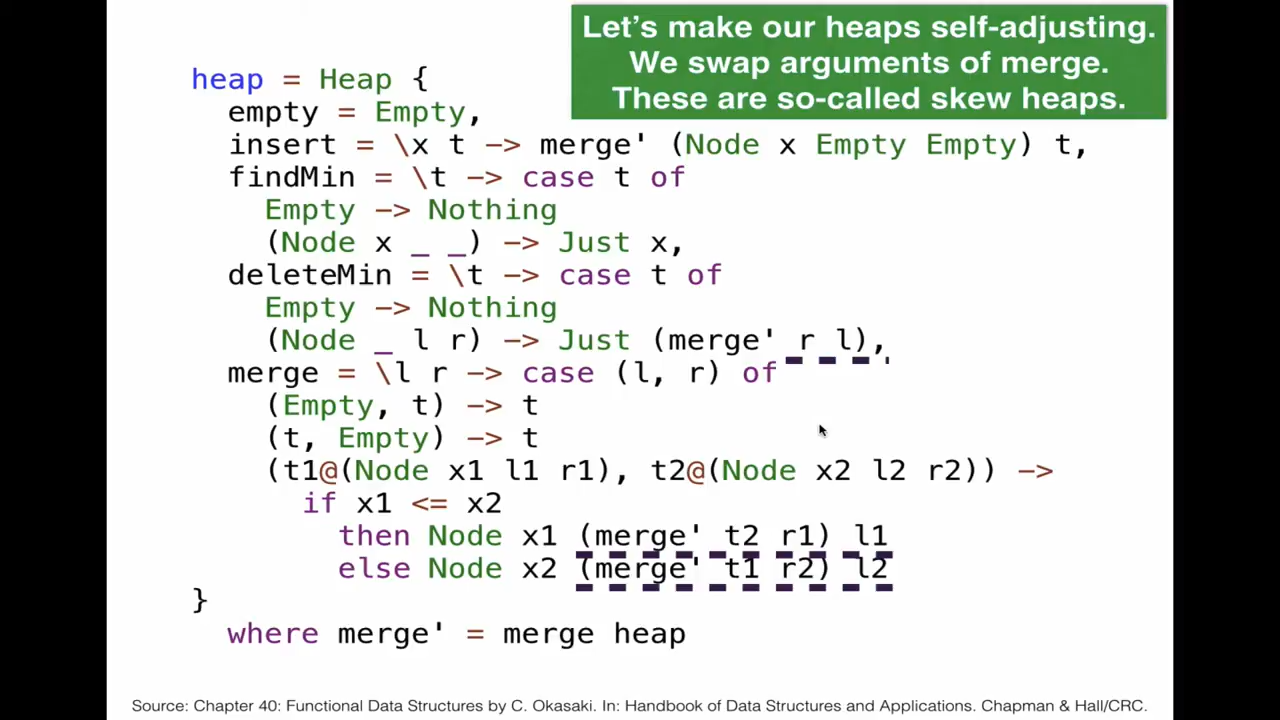 Let's make our heaps self-adjusting.
We swap arguments of merge.
These are so-called skew heaps.
heap = Heap {
  empty = Empty,
  insert = \x t -> merge' (Node x Empty Empty) t,
  findMin = \t -> case t of
    Empty -> Nothing
    (Node x _ _) -> Just x,
  deleteMin = \t -> case t of
    Empty -> Nothing
    (Node _ l r) -> Just (merge' r l),
  merge = \l r -> case (l, r) of
    (Empty, t) -> t
    (t, Empty) -> t
    (t1@(Node x1 l1 r1), t2@(Node x2 l2 r2)) ->
      if x1 <= x2
        then Node x1 (merge' t2 r1) l1
        else Node x2 (merge' t1 r2) l2
}
  where merge' = merge heap
Source: Chapter 40: Functional Data Structures by C. Okasaki. In: Handbook of Data Structures and Applications. Chapman & Hall/CRC.